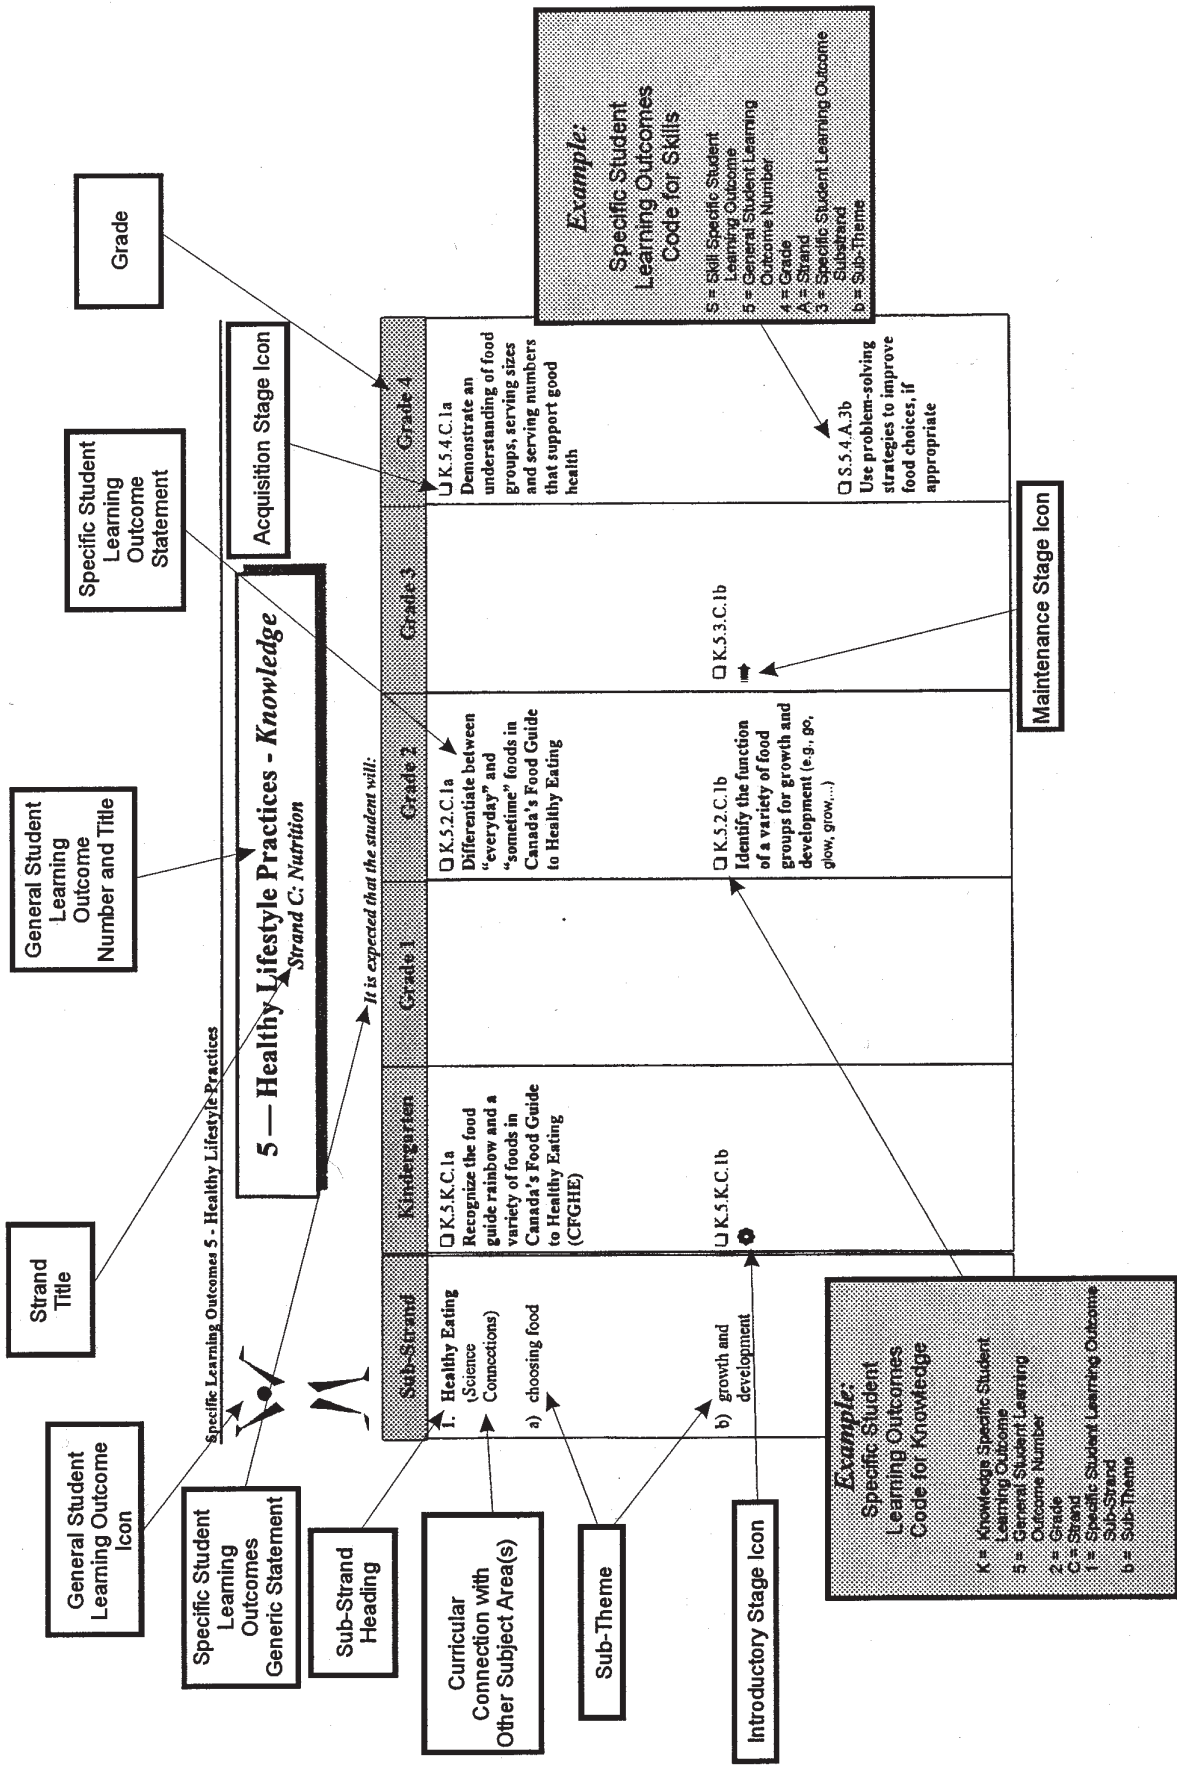 Grade
Specific Student
Learning
Outcome
Statement
General Student
Learning
Outcome
Number and Title
Strand
Title
General Student
Learning Outcome
Icon
Specific Student
Learning
Outcomes
Generic Statement
Sub-Strand
Heading
Curricular
Connection with
Other Subject Area(s)
Sub-Theme
Introductory Stage Icon
Acquisition Stage Icon
Maintenance Stage Icon
Specific Learning Outcomes 5 - Healthy Lifestyle Practices
5 — Healthy Lifestyle Practices - Knowledge
Strand C: Nutrition
It is expected that the student will:
Sub-Strand
Kindergarten
Grade 1
Grade 2
Grade 3
Grade 4
1. Healthy Eating
(Science
Connections)
a) choosing food
b) growth and
development
❑ K.5.K.C.1a
Recognize the food
guide rainbow and a
variety of foods in
Canada's Food Guide
to Healthy Eating
(CFGHE)
❑ K.5.K.C.1b
❑ K.5.2.C.1a
Differentiate between
“everyday” and
“sometime” foods in
Canada's Food Guide
to Healthy Eating
❑ K.5.2.C.1b
Identify the function
of a variety of food
groups for growth and
development (e.g., go,
glow, grow,...)
❑ K.5.3.C.1b
❑ K.5.4.C.1a
Demonstrate an
understanding of food
groups, serving sizes
and serving numbers
that support good
health
❑ S.5.4.A.3b
Use problem-solving
strategies to improve
food choices, if
appropriate
Example:
Specific Student
Learning Outcomes
Code for Knowledge
K = Knowledge Specific Student
Learning Outcome
5 = General Student Learning
Outcome Number
2 = Grade
C = Strand
1 = Specific Student Learning Outcome
Sub-Strand
b = Sub-Theme
Example:
Specific Student
Learning Outcomes
Code for Skills
S = Skill Specific Student
Learning Outcome
5 = General Student Learning
Outcome Number
4 = Grade
A = Strand
3 = Specific Student Learning Outcome
Substrand
b = Sub-Theme